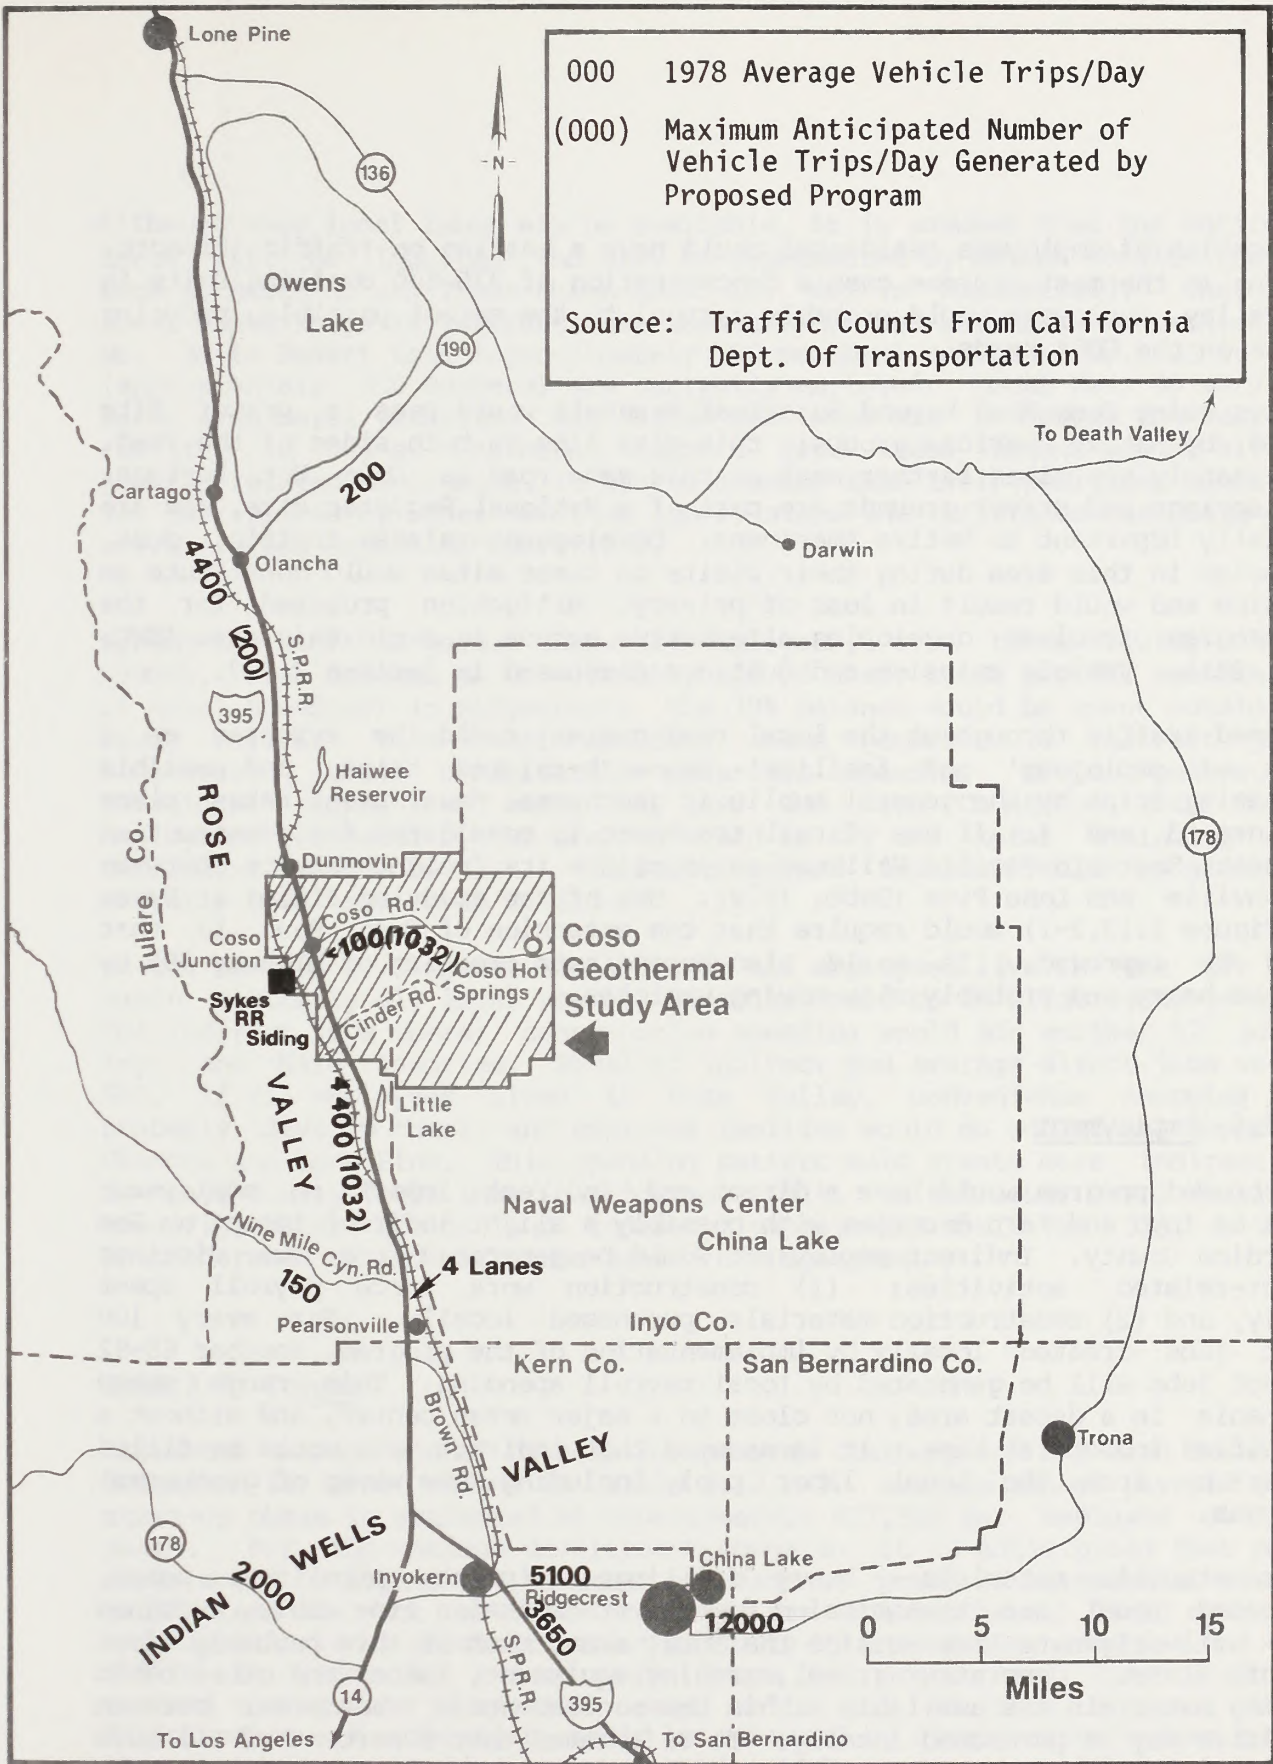 Lone Pine
000 1978 Average Vehicle Trips/Day
(000) Maximum Anticipated Number of
Vehicle Trips/Day Generated by
Proposed Program
Source: Traffic Counts From California
Dept. Of Transportation
N
136
Owens
Lake
190
To Death Valley
200
Cartago
Darwin
Olancha
4400
(200)
S.P.R.R.
395
Haiwee
Reservoir
ROSE
Tulare Co.
178
Dunmovin
Coso Rd.
Coso
Junction
<100(1032)
Coso Hot
Springs
Coso
Geothermal
Study Area
Sykes
RR
Siding
Cinder Rd.
VALLEY
4400 (1032)
Little
Lake
Naval Weapons Center
China Lake
Nine Mile Cyn. Rd.
150
4 Lanes
Pearsonville
Inyo Co.
Kern Co.
San Bernardino Co.
Brown Rd.
Trona
VALLEY
WELLS
INDIAN
178
2000
Inyokern
5100
Ridgecrest
China Lake
12000
3650
S.P.R.R
0 5 10 15
Miles
14
395
To Los Angeles
To San Bernardino